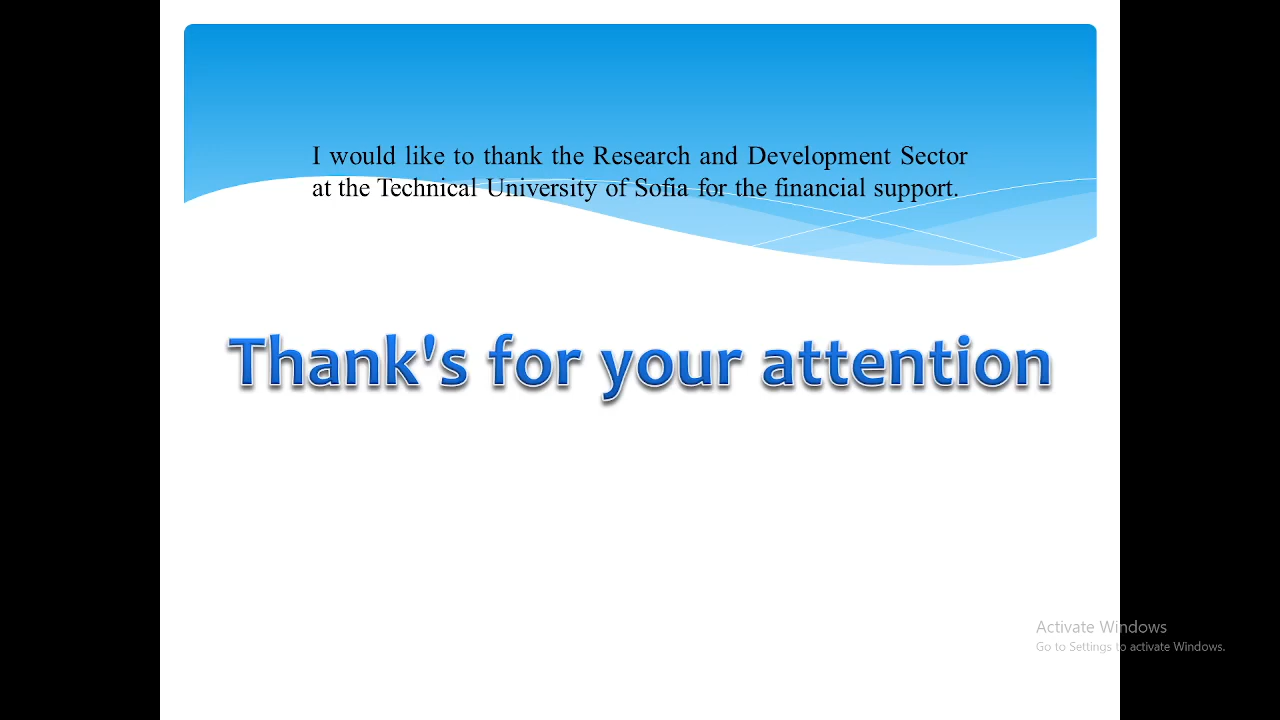 I would like to thank the Research and Development Sector
at the Technical University of Sofia for the financial support.
Thank's for your attention
Activate Windows
Go to Settings to activate Windows.